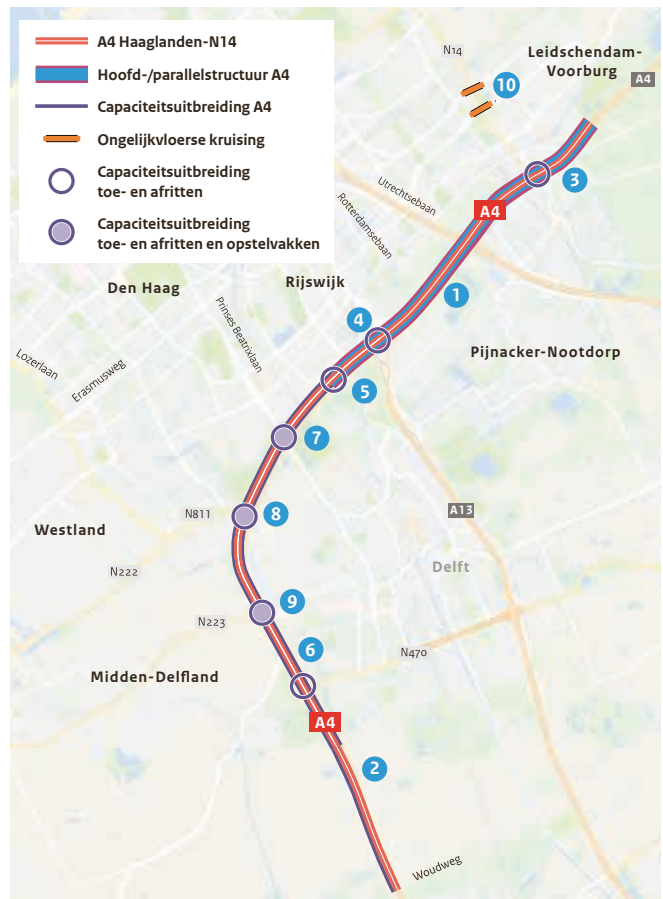 A4 Haaglanden-N14
Hoofd-/parallelstructuur A4
Capaciteitsuitbreiding A4
Ongelijkvloerse kruising
Capaciteitsuitbreiding
toe- en afritten
Capaciteitsuitbreiding
toe- en afritten en opstelvakken
N14
Leidschendam-
Voorburg
A4
10
3
Utrechtsebaan
A4
Rotterdamsebaan
Rijswijk
Den Haag
1
Prinses Beatrixlaan
4
Pijnacker-Nootdorp
Lozerlaan
Erasmusweg
5
7
N811
8
A13
Westland
Delft
N222
9
N223
6
N470
Midden-Delfland
A4
2
Woudweg